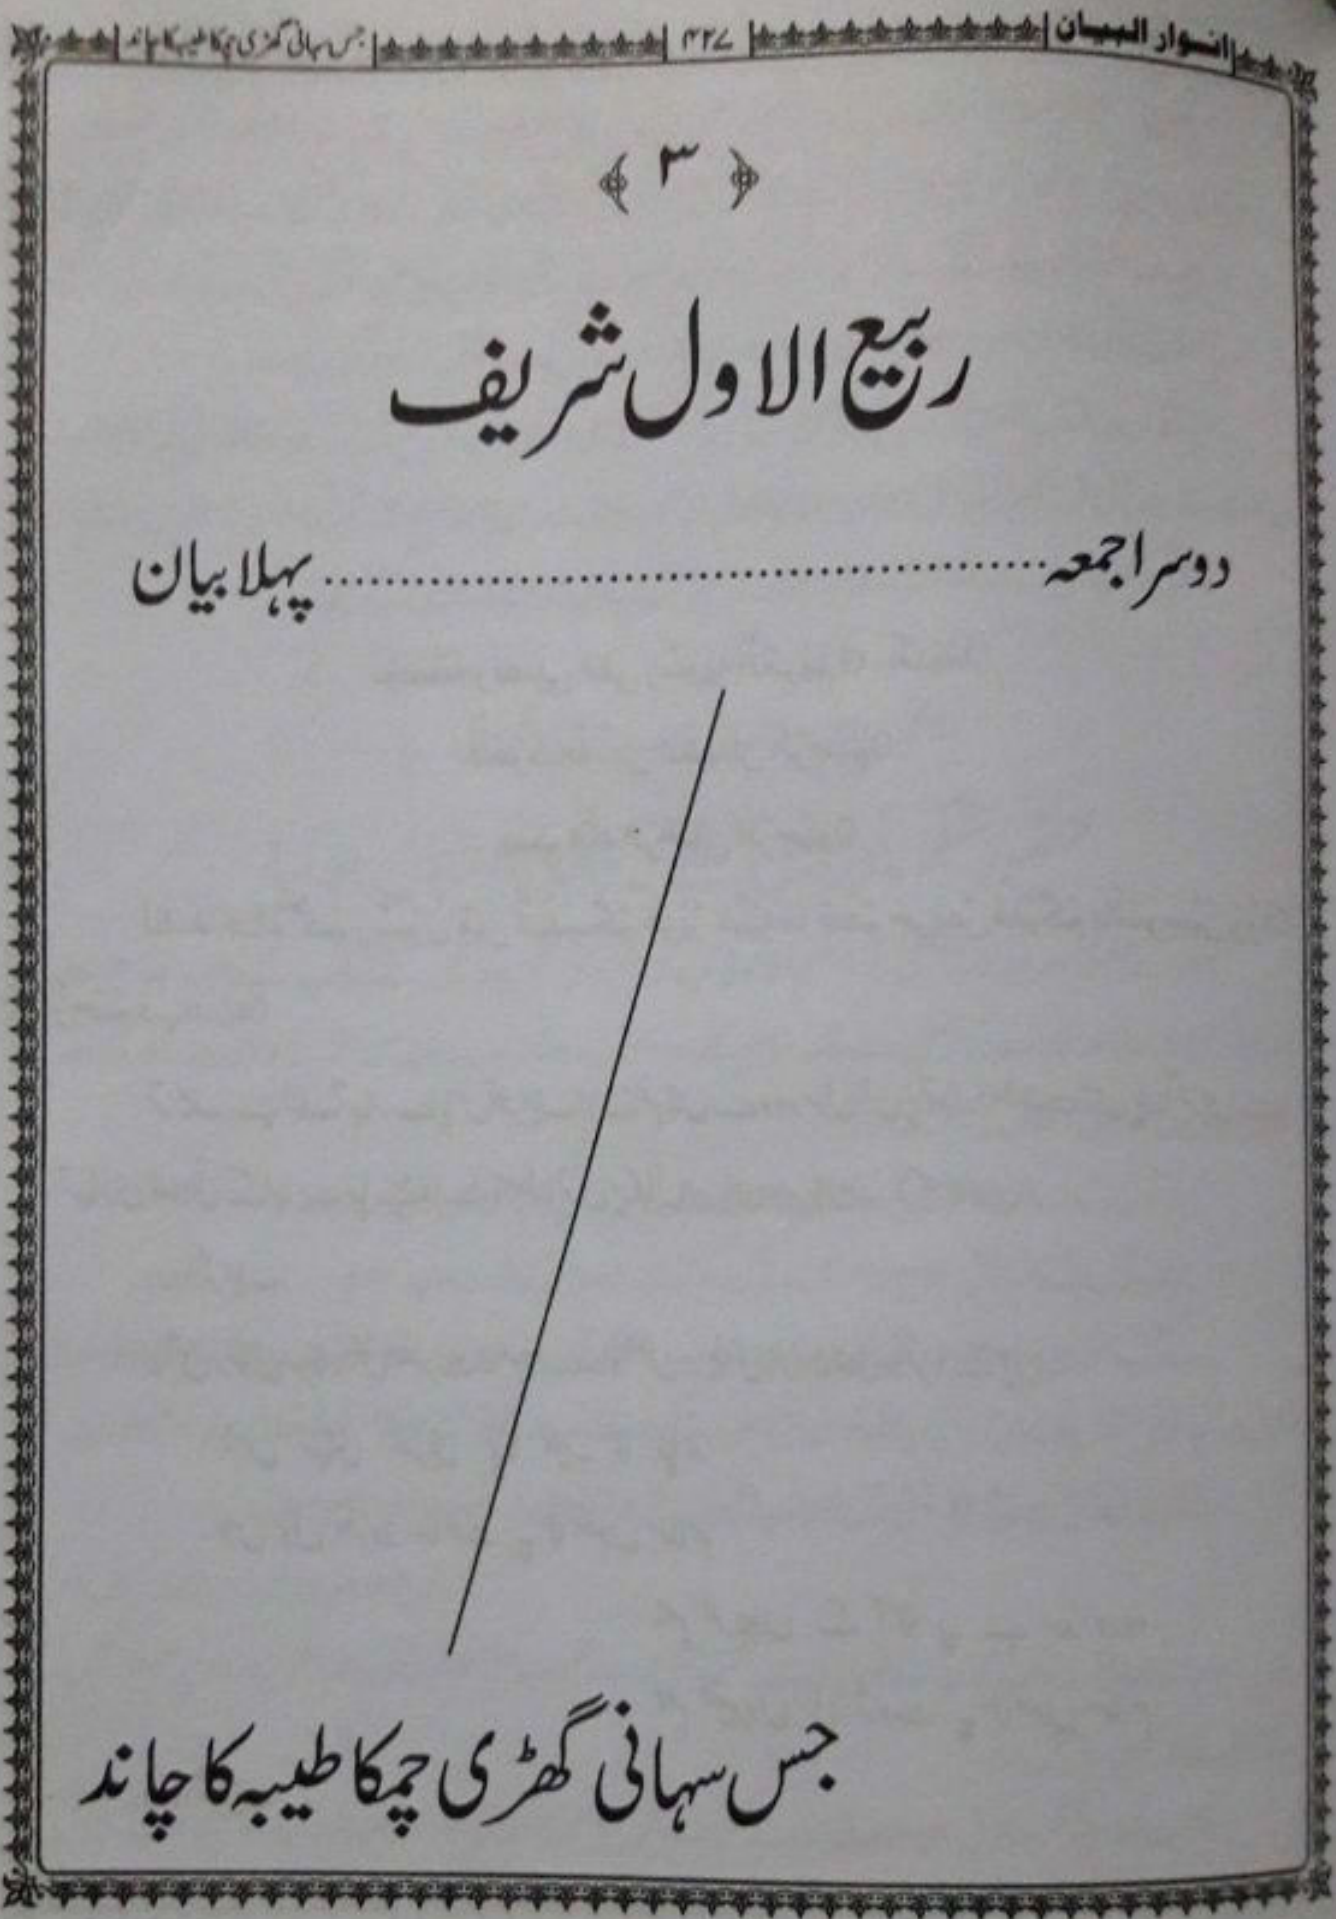 انوار البیان ۴۲۷ جس سہانی گھڑی چمکا طیبہ کا چاند
﴿ ۳ ﴾
ربیع الاول شریف
دوسرا جمعہ ........................................ پہلا بیان
جس سہانی گھڑی چمکا طیبہ کا چاند